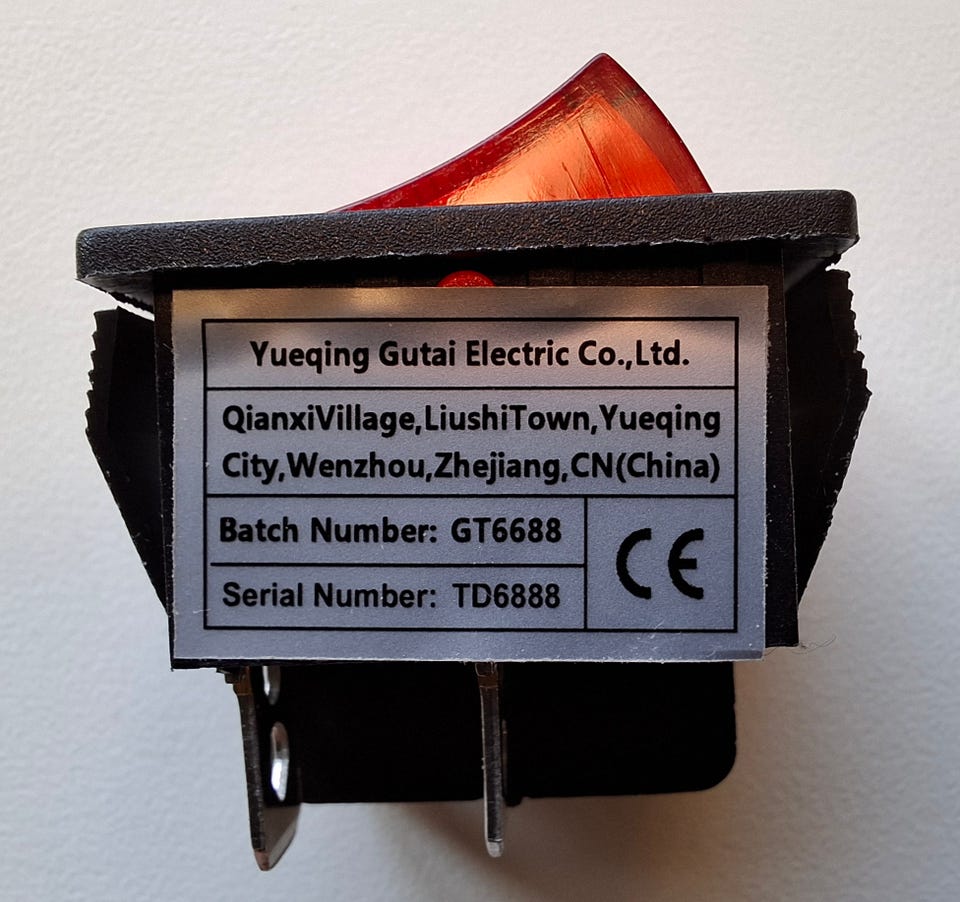 Yueqing Gutai Electric Co.,Ltd.
QianxiVillage,LiushiTown,Yueqing
City,Wenzhou,Zhejiang,CN(China)
Batch Number: GT6688
Serial Number: TD6888
CE